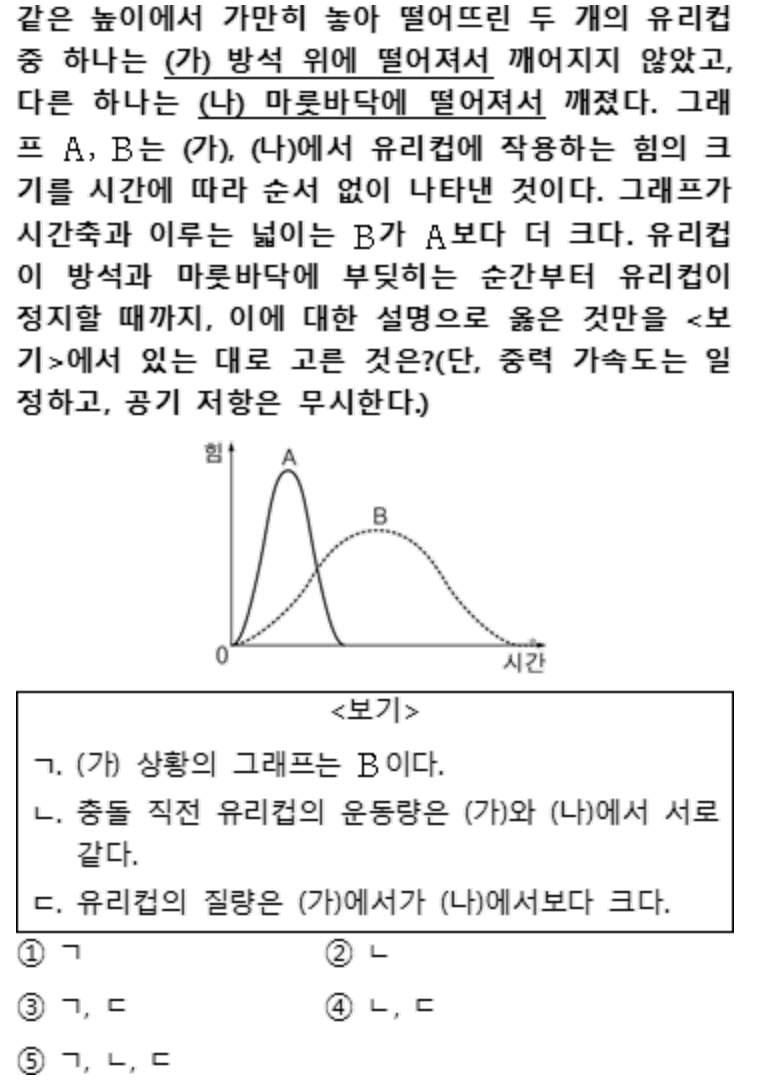 같은 높이에서 가만히 놓아 떨어뜨린 두 개의 유리컵
중 하나는 (가) 방석 위에 떨어져서 깨어지지 않았고,
다른 하나는 (나) 마룻바닥에 떨어져서 깨졌다. 그래
프 A, B는 (가), (나)에서 유리컵에 작용하는 힘의 크
기를 시간에 따라 순서 없이 나타낸 것이다. 그래프가
시간축과 이루는 넓이는 B가 A보다 더 크다. 유리컵
이 방석과 마룻바닥에 부딪히는 순간부터 유리컵이
정지할 때까지, 이에 대한 설명으로 옳은 것만을 <보
기>에서 있는 대로 고른 것은?(단, 중력 가속도는 일
정하고, 공기 저항은 무시한다.)
힘
A
B
0
시간
<보기>
ㄱ. (가) 상황의 그래프는 B이다.
ㄴ. 충돌 직전 유리컵의 운동량은 (가)와 (나)에서 서로
같다.
ㄷ. 유리컵의 질량은 (가)에서가 (나)에서보다 크다.
① ㄱ ② ㄴ
③ ㄱ, ㄷ ④ ㄴ, ㄷ
⑤ ㄱ, ㄴ, ㄷ